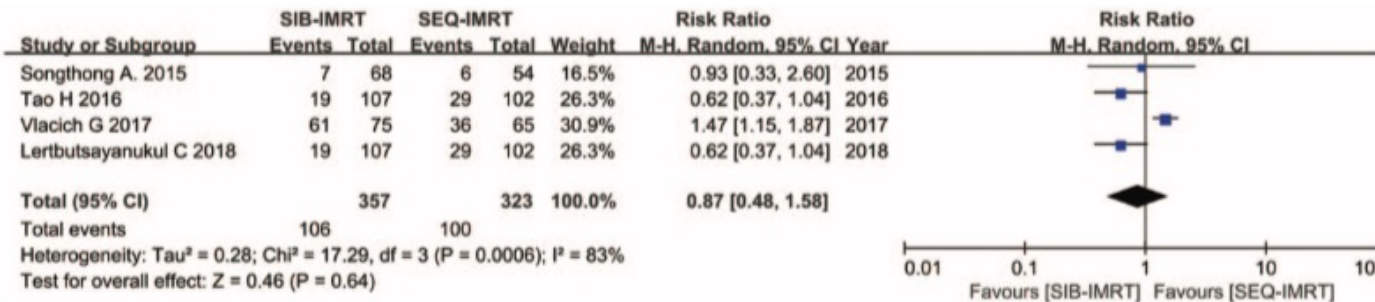 SIB-IMRT SEQ-IMRT Risk Ratio Risk Ratio
Study or Subgroup Events Total Events Total Weight M-H, Random, 95% CI Year M-H, Random, 95% CI
Songthong A. 2015 7 68 6 54 16.5% 0.93 [0.33, 2.60] 2015
Tao H 2016 19 107 29 102 26.3% 0.62 [0.37, 1.04] 2016
Vlacich G 2017 61 75 36 65 30.9% 1.47 [1.15, 1.87] 2017
Lertbutsayanukul C 2018 19 107 29 102 26.3% 0.62 [0.37, 1.04] 2018
Total (95% CI) 357 323 100.0% 0.87 [0.48, 1.58]
Total events 106 100
Heterogeneity: Tau² = 0.28; Chi² = 17.29, df = 3 (P = 0.0006); I² = 83%
Test for overall effect: Z = 0.46 (P = 0.64)
0.01 0.1 1 10
Favours [SIB-IMRT] Favours [SEQ-IMRT]